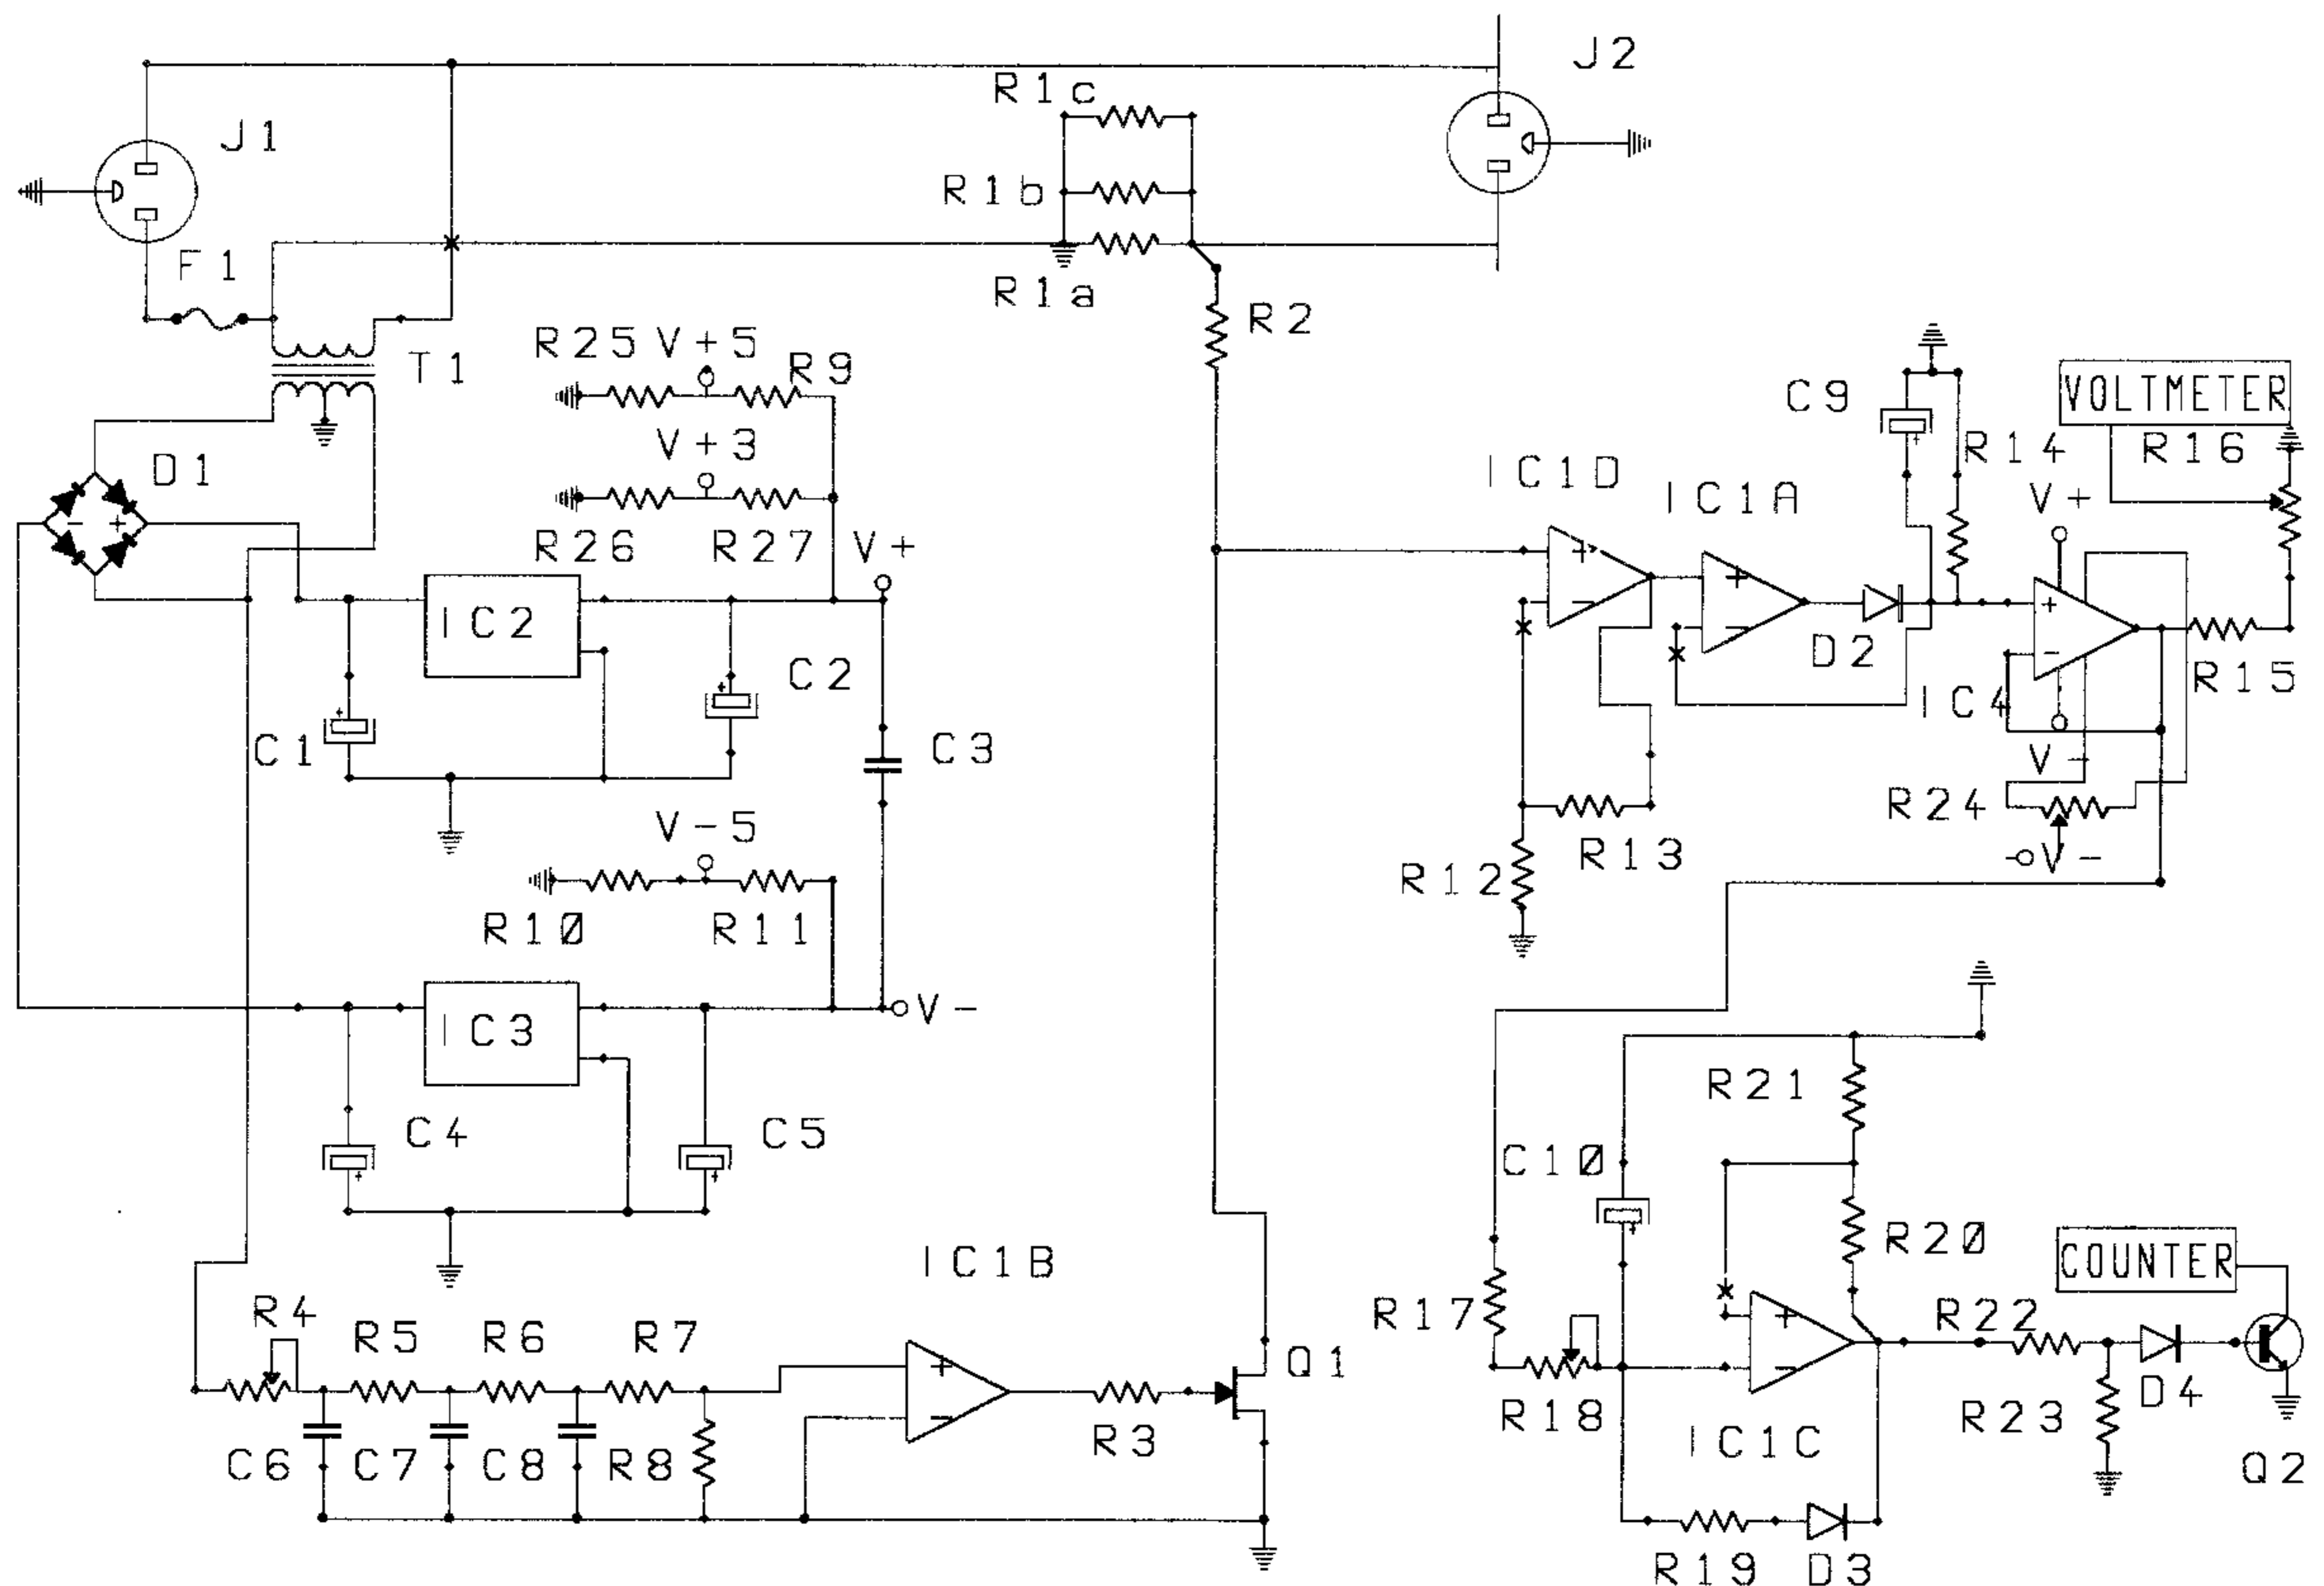 J2
R1c
J1
R1b
F1
R1a
R2
R25 V+5 R9
T1
C9
VOLTMETER
V+3
R14 R16
D1
IC1D
IC1A
V+
R26 R27 V+
- +
IC2
C2
D2
IC4
R15
C1
C3
V-
R24
V-5
R13
V-
R12
R10 R11
V-
IC3
R21
C4
C5
C10
R20
COUNTER
IC1B
R4
R17
R22
R5 R6 R7
Q1
D4
R18
R23
C6 C7 C8 R8
R3
IC1C
Q2
R19 D3